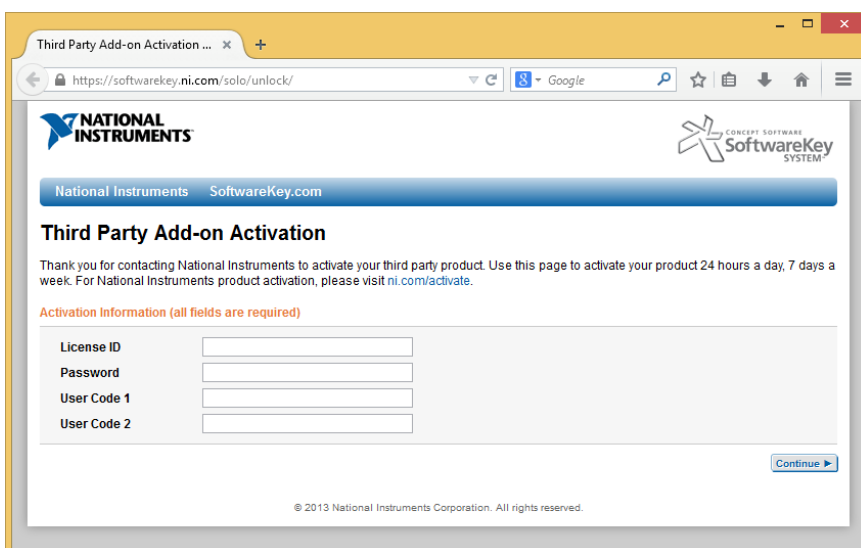 Third Party Add-on Activation ...
https://softwarekey.ni.com/solo/unlock/
Google
NATIONAL
INSTRUMENTS
CONCEPT SOFTWARE
SoftwareKey
SYSTEM
National Instruments SoftwareKey.com
Third Party Add-on Activation
Thank you for contacting National Instruments to activate your third party product. Use this page to activate your product 24 hours a day, 7 days a
week. For National Instruments product activation, please visit ni.com/activate.
Activation Information (all fields are required)
License ID
Password
User Code 1
User Code 2
Continue
© 2013 National Instruments Corporation. All rights reserved.